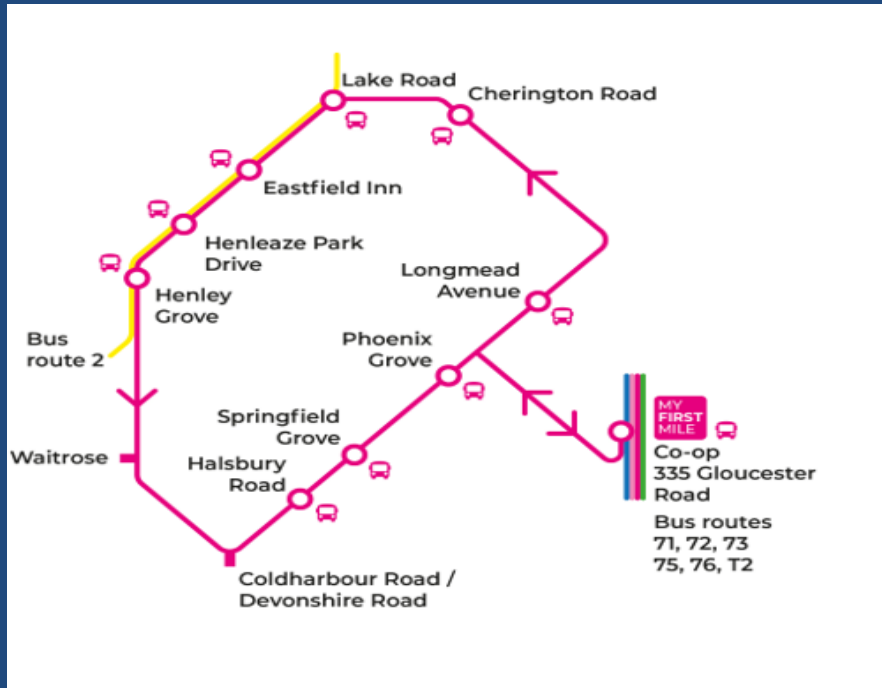 Lake Road
Cherington Road
Eastfield Inn
Henleaze Park
Drive
Longmead
Avenue
Henley
Grove
Bus
route 2
Phoenix
Grove
MY
FIRST
MILE
Springfield
Grove
Waitrose
Halsbury
Road
Co-op
335 Gloucester
Road
Bus routes
71, 72, 73
75, 76, T2
Coldharbour Road /
Devonshire Road